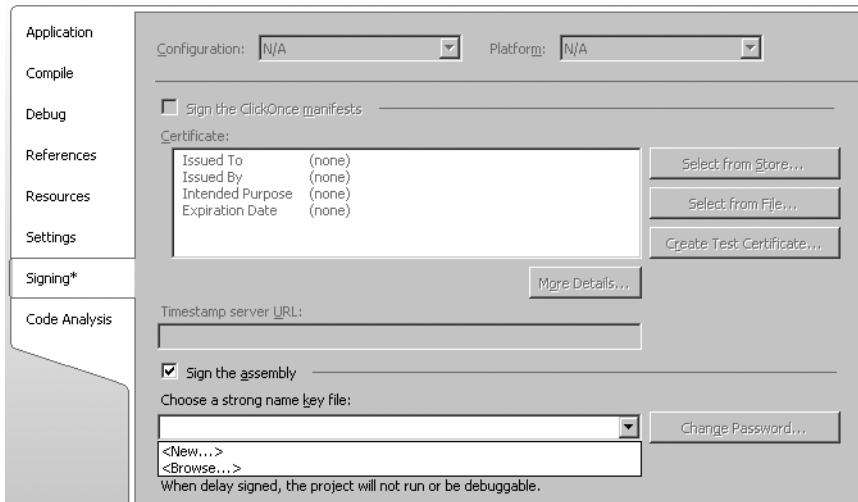 Application
Compile
Debug
References
Resources
Settings
Signing*
Code Analysis
Configuration: N/A Platform: N/A
Sign the ClickOnce manifests
Certificate:
Issued To (none)
Issued By (none)
Intended Purpose (none)
Expiration Date (none)
Select from Store...
Select from File...
Create Test Certificate...
More Details...
Timestamp server URL:
Sign the assembly
Choose a strong name key file:
Change Password...
<New...>
<Browse...>
When delay signed, the project will not run or be debuggable.